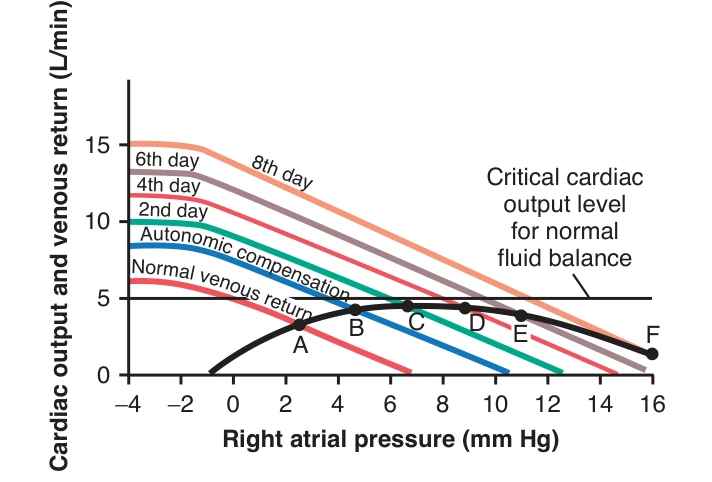 Cardiac output and venous return (L/min)
15
10
5
0
6th day
8th day
4th day
2nd day
Autonomic compensation
Normal venous return
Critical cardiac
output level
for normal
fluid balance
A
B
C
D
E
F
–4 –2 0 2 4 6 8 10 12 14 16
Right atrial pressure (mm Hg)